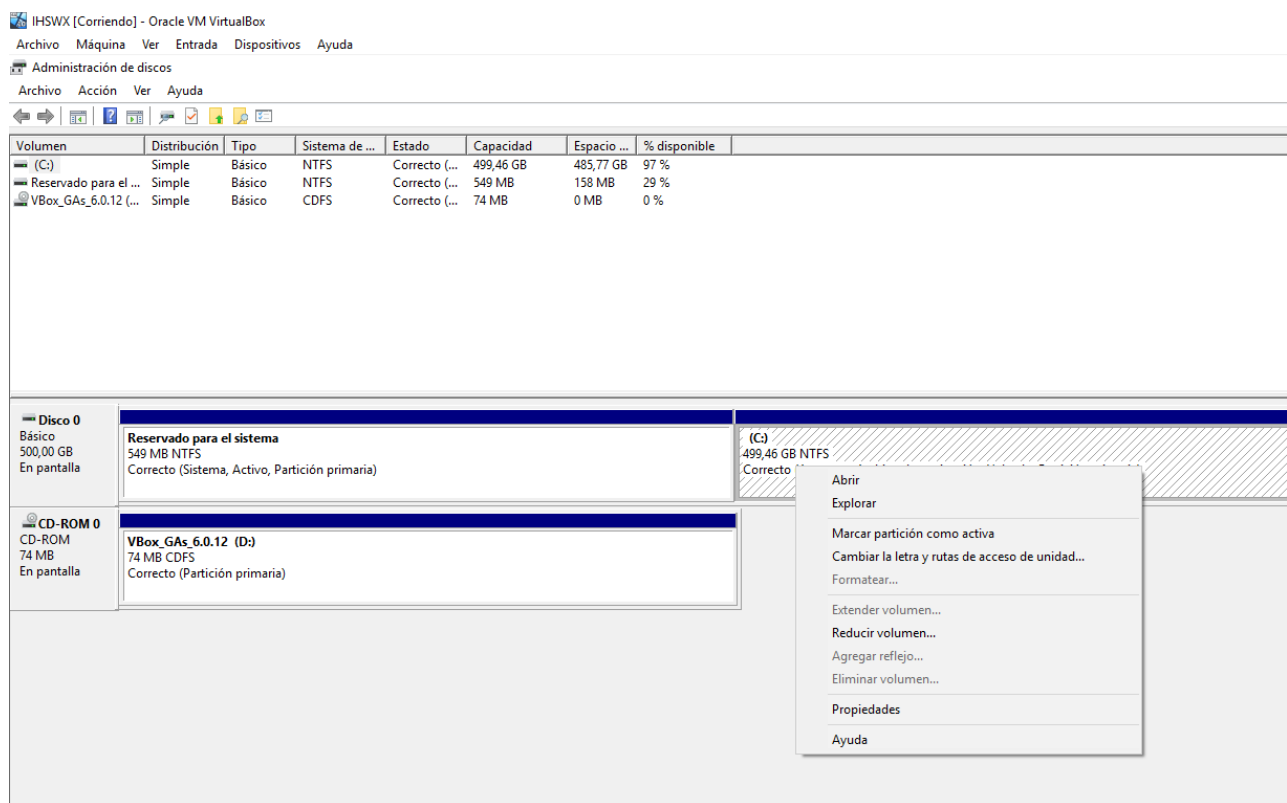 IHSWX [Corriendo] - Oracle VM VirtualBox
Archivo Máquina Ver Entrada Dispositivos Ayuda
Administración de discos
Archivo Acción Ver Ayuda
Volumen Distribución Tipo Sistema de ... Estado Capacidad Espacio ... % disponible
(C:) Simple Básico NTFS Correcto (... 499,46 GB 485,77 GB 97 %
Reservado para el ... Simple Básico NTFS Correcto (... 549 MB 158 MB 29 %
VBox_GAs_6.0.12 (... Simple Básico CDFS Correcto (... 74 MB 0 MB 0 %
Disco 0
Básico
500,00 GB
En pantalla
Reservado para el sistema
549 MB NTFS
Correcto (Sistema, Activo, Partición primaria)
(C:)
499,46 GB NTFS
Correcto
CD-ROM 0
CD-ROM
74 MB
En pantalla
VBox_GAs_6.0.12 (D:)
74 MB CDFS
Correcto (Partición primaria)
Abrir
Explorar
Marcar partición como activa
Cambiar la letra y rutas de acceso de unidad...
Formatear...
Extender volumen...
Reducir volumen...
Agregar reflejo...
Eliminar volumen...
Propiedades
Ayuda